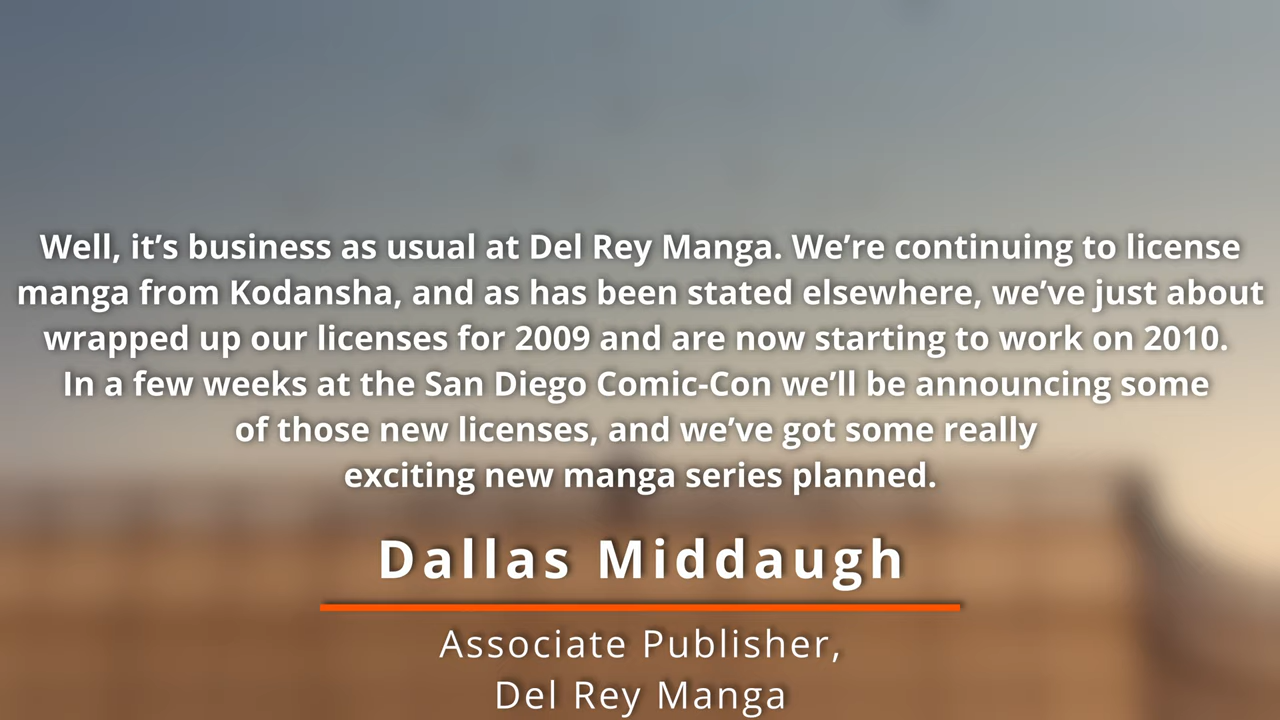 Well, it’s business as usual at Del Rey Manga. We’re continuing to license
manga from Kodansha, and as has been stated elsewhere, we’ve just about
wrapped up our licenses for 2009 and are now starting to work on 2010.
In a few weeks at the San Diego Comic-Con we’ll be announcing some
of those new licenses, and we’ve got some really
exciting new manga series planned.
Dallas Middaugh
Associate Publisher,
Del Rey Manga